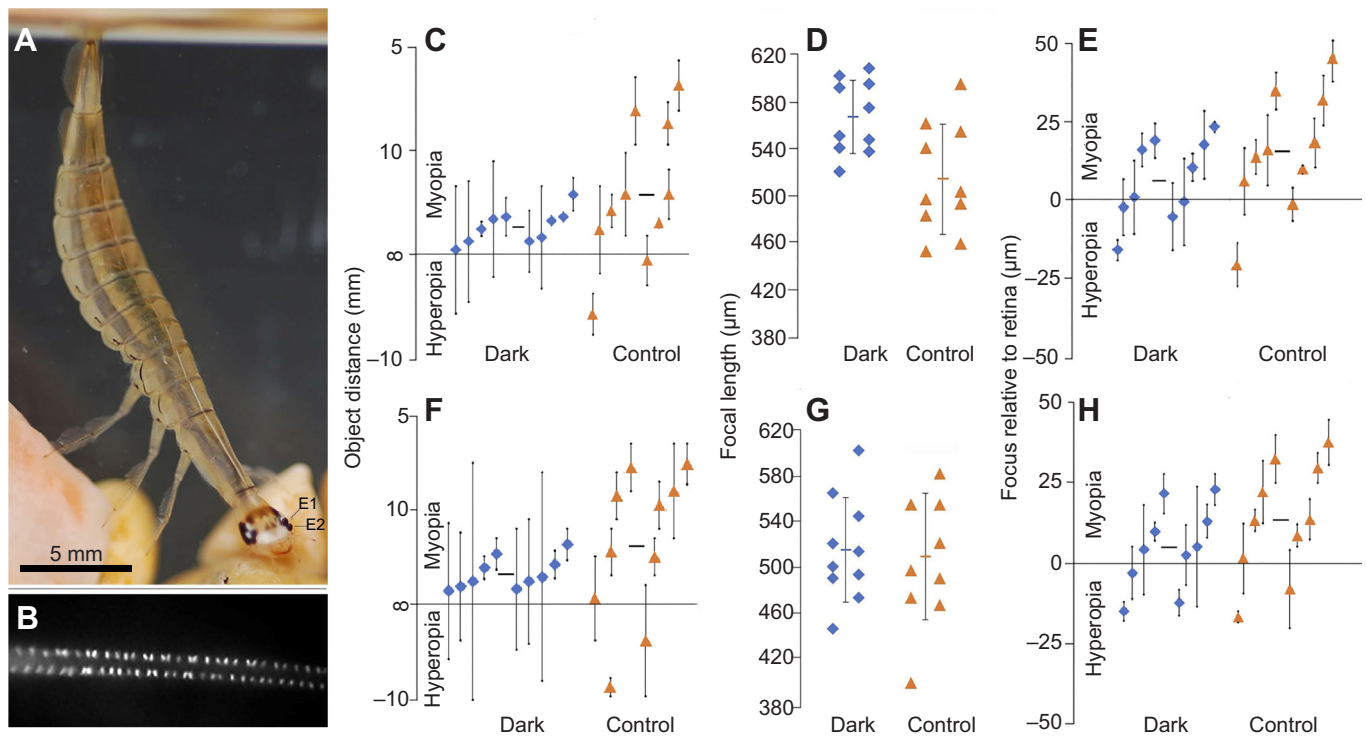 A
E1
E2
5 mm
B
C
Object distance (mm)
5
10
∞
–10
Myopia
Hyperopia
Dark
Control
D
Focal length (µm)
620
580
540
500
460
420
380
Dark
Control
E
Focus relative to retina (µm)
50
25
0
–25
–50
Myopia
Hyperopia
Dark
Control
F
5
10
∞
–10
Myopia
Hyperopia
Dark
Control
G
620
580
540
500
460
420
380
Dark
Control
H
50
25
0
–25
–50
Myopia
Hyperopia
Dark
Control